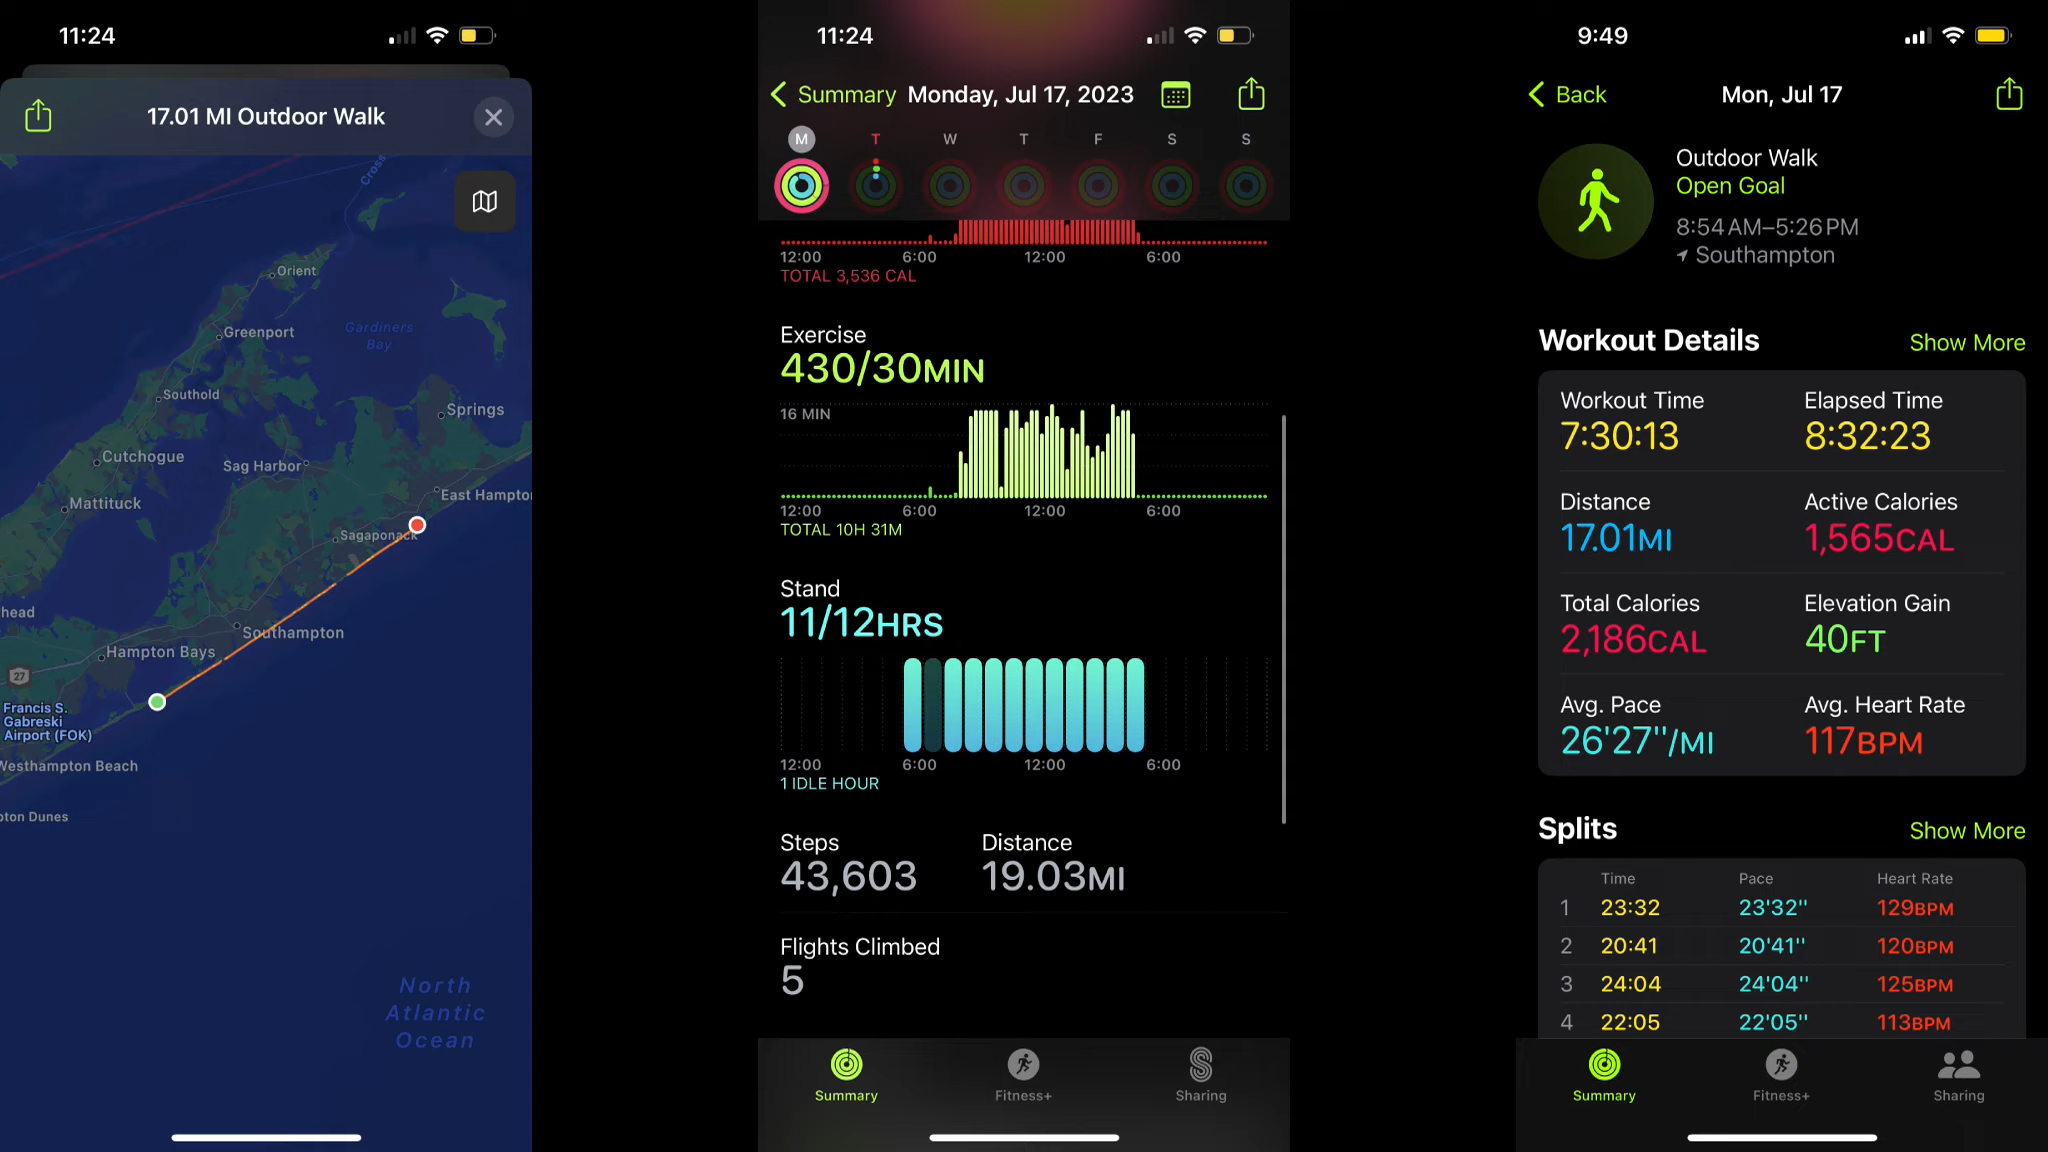 11:24
17.01 MI Outdoor Walk
Cross
Orient
Greenport
Gardiners
Bay
Southold
Springs
Cutchogue
Sag Harbor
Mattituck
East Hampto
Sagaponack
head
Southampton
Hampton Bays
27
Francis S.
Gabreski
Airport (FOK)
Westhampton Beach
pton Dunes
North
Atlantic
Ocean
11:24
Summary Monday, Jul 17, 2023
M T W T F S S
12:00 6:00 12:00 6:00
TOTAL 3,536 CAL
Exercise
430/30MIN
16 MIN
12:00 6:00 12:00 6:00
TOTAL 10H 31M
Stand
11/12HRS
12:00 6:00 12:00 6:00
1 IDLE HOUR
Steps Distance
43,603 19.03MI
Flights Climbed
5
Summary Fitness+ Sharing
9:49
Back Mon, Jul 17
Outdoor Walk
Open Goal
8:54AM–5:26PM
Southampton
Workout Details Show More
Workout Time Elapsed Time
7:30:13 8:32:23
Distance Active Calories
17.01MI 1,565CAL
Total Calories Elevation Gain
2,186CAL 40FT
Avg. Pace Avg. Heart Rate
26'27''/MI 117BPM
Splits Show More
Time Pace Heart Rate
1 23:32 23'32'' 129BPM
2 20:41 20'41'' 120BPM
3 24:04 24'04'' 125BPM
4 22:05 22'05'' 113BPM
Summary Fitness+ Sharing